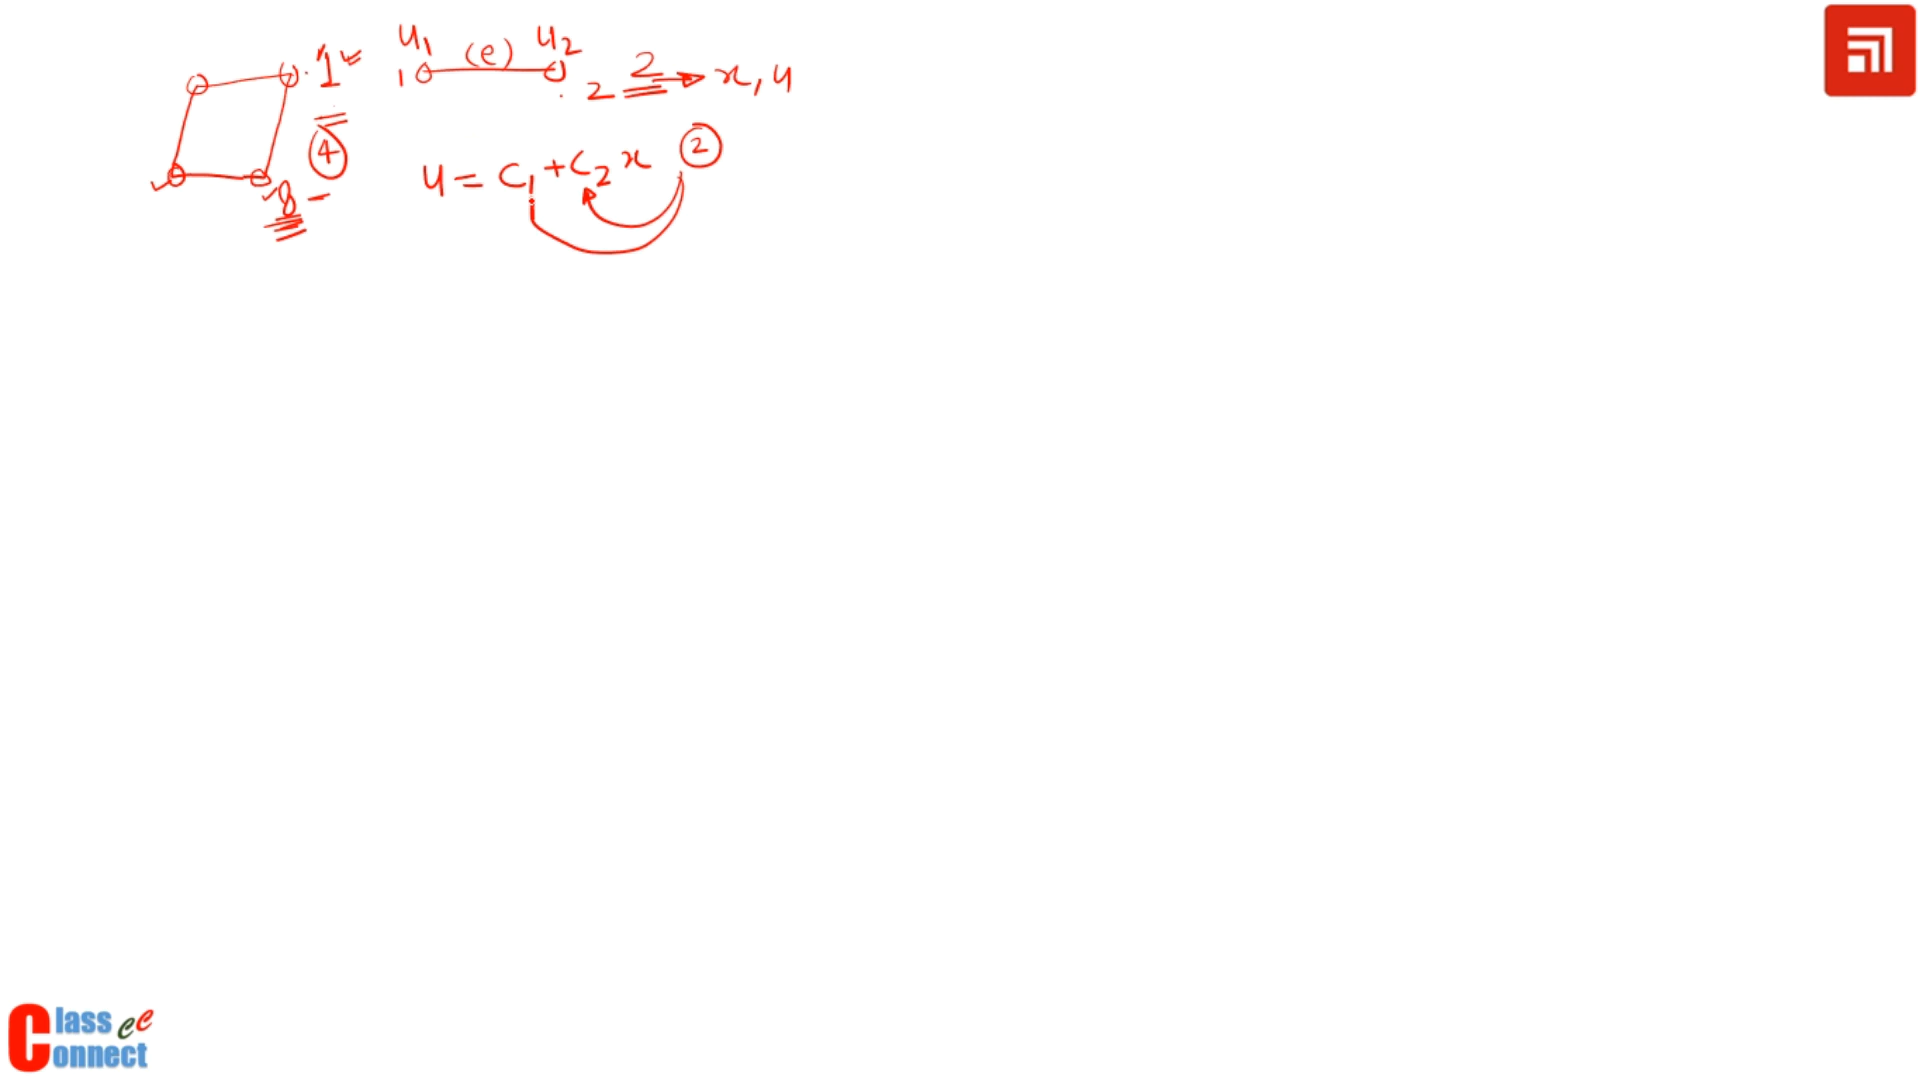 1
4
8
u1 (e) u2
1 2 2 → x, u
u = C1 + C2 x 2
Class
Connect